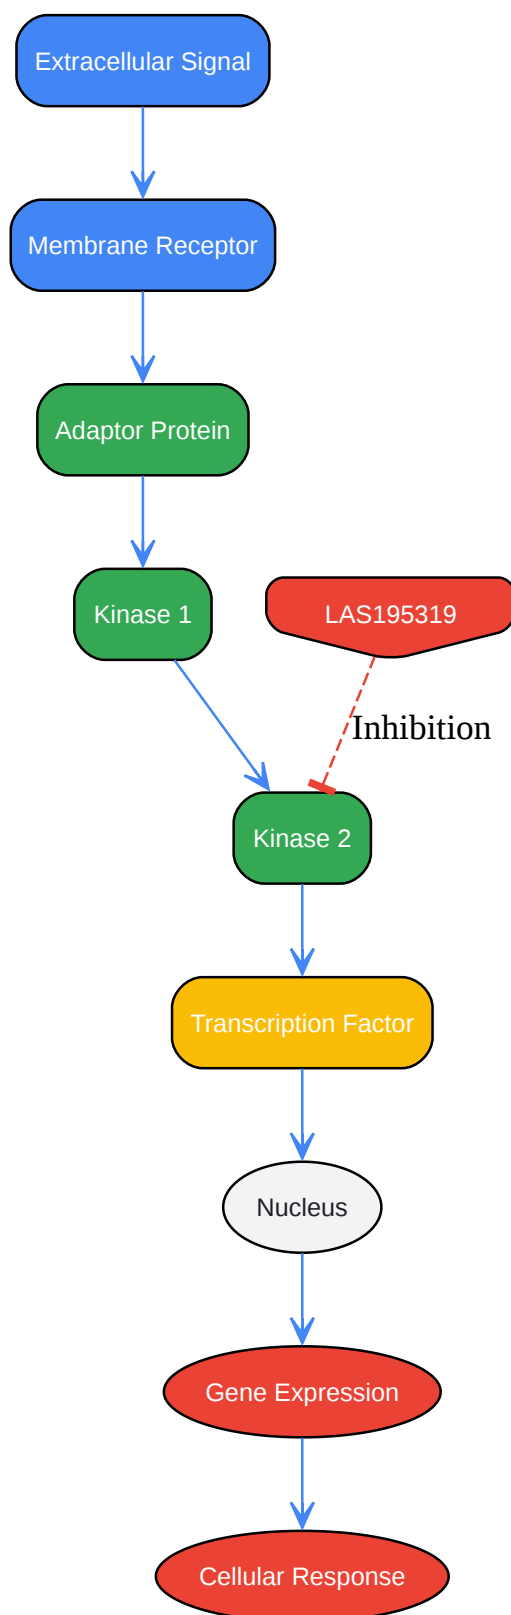 Extracellular Signal
Membrane Receptor
Adaptor Protein
Kinase 1
LAS195319
Inhibition
Kinase 2
Transcription Factor
Nucleus
Gene Expression
Cellular Response